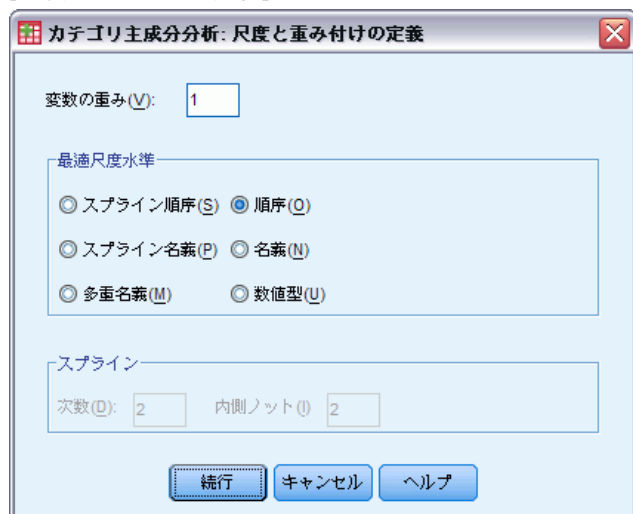 カテゴリ主成分分析: 尺度と重み付けの定義
変数の重み(V): 1
最適尺度水準
スプライン順序(S) 順序(O)
スプライン名義(P) 名義(N)
多重名義(M) 数値型(U)
スプライン
次数(D): 2 内側ノット(I) 2
続行 キャンセル ヘルプ